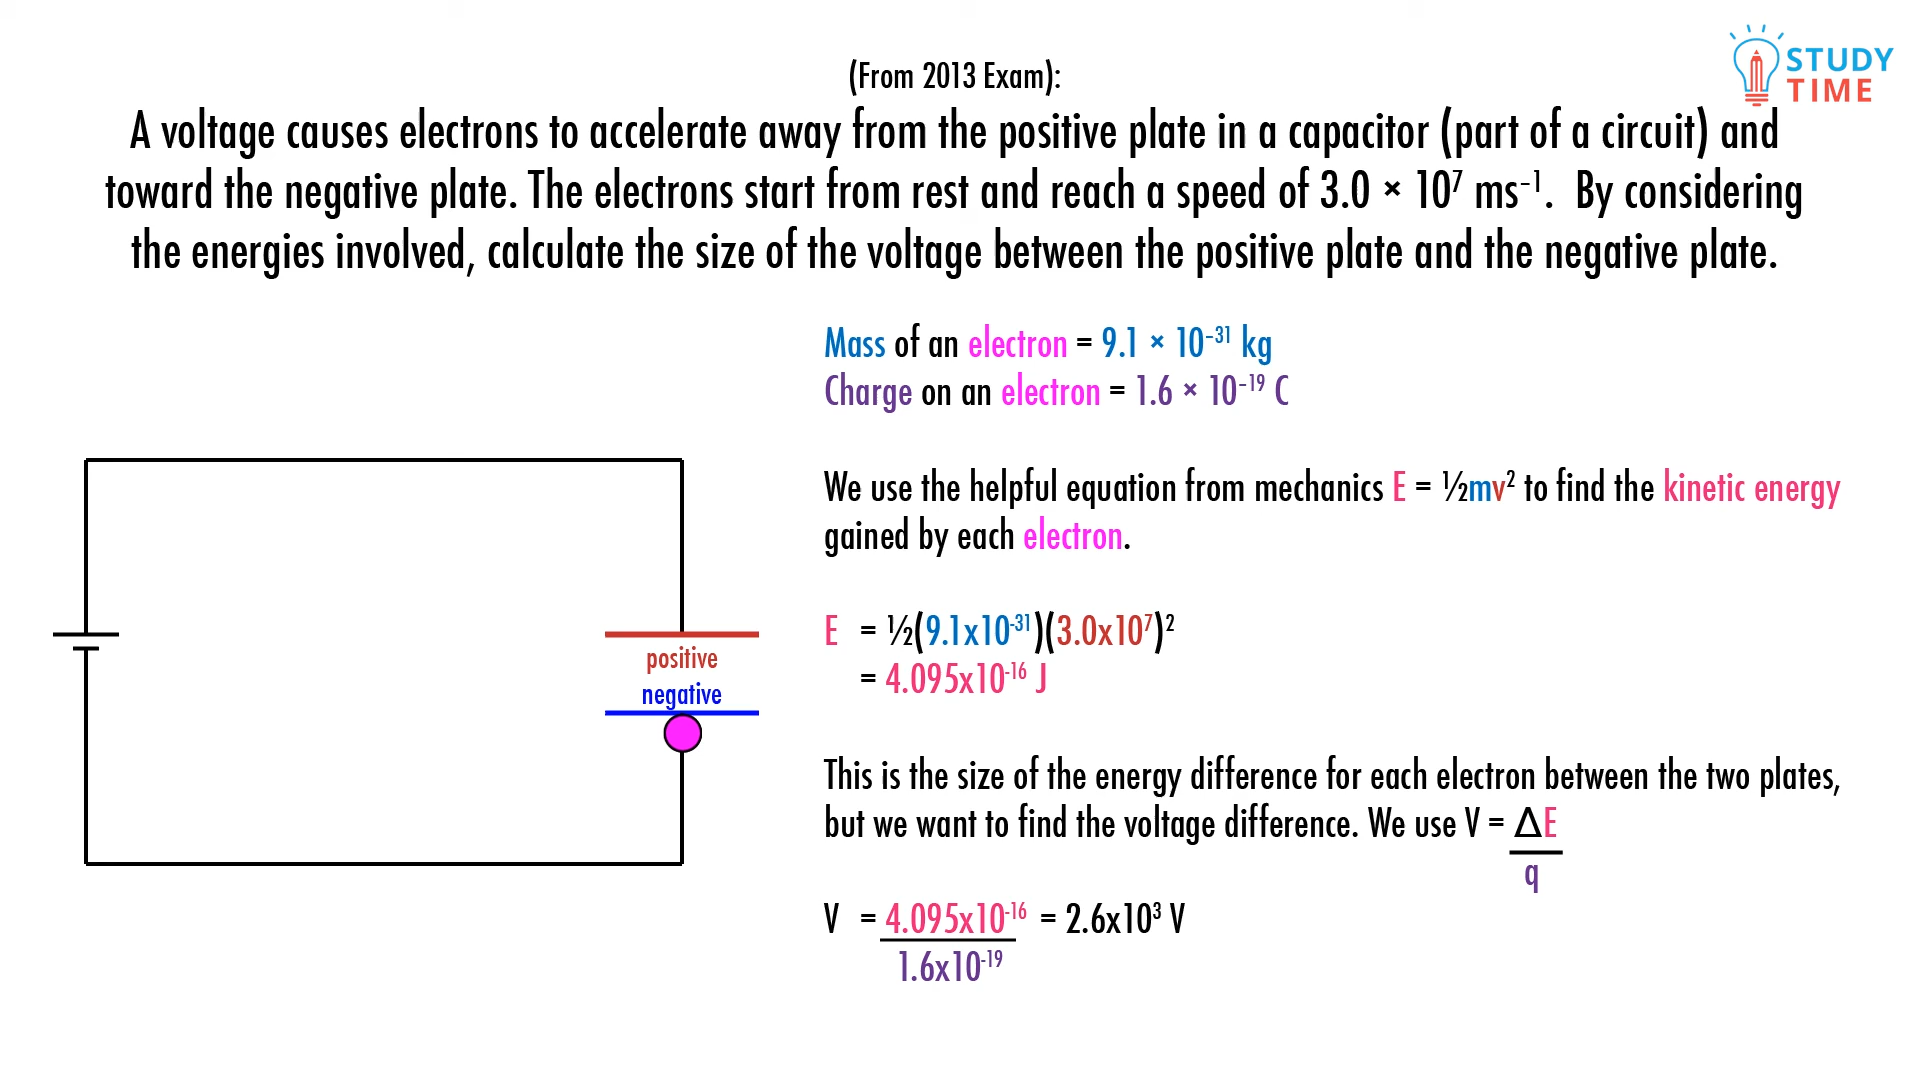 STUDY
TIME
(From 2013 Exam):
A voltage causes electrons to accelerate away from the positive plate in a capacitor (part of a circuit) and
toward the negative plate. The electrons start from rest and reach a speed of 3.0 × 10⁷ ms⁻¹. By considering
the energies involved, calculate the size of the voltage between the positive plate and the negative plate.
Mass of an electron = 9.1 × 10⁻³¹ kg
Charge on an electron = 1.6 × 10⁻¹⁹ C
We use the helpful equation from mechanics E = ½mv² to find the kinetic energy
gained by each electron.
E = ½(9.1x10⁻³¹)(3.0x10⁷)²
= 4.095x10⁻¹⁶ J
positive
negative
This is the size of the energy difference for each electron between the two plates,
but we want to find the voltage difference. We use V = ΔE
q
V = 4.095x10⁻¹⁶ = 2.6x10³ V
1.6x10⁻¹⁹